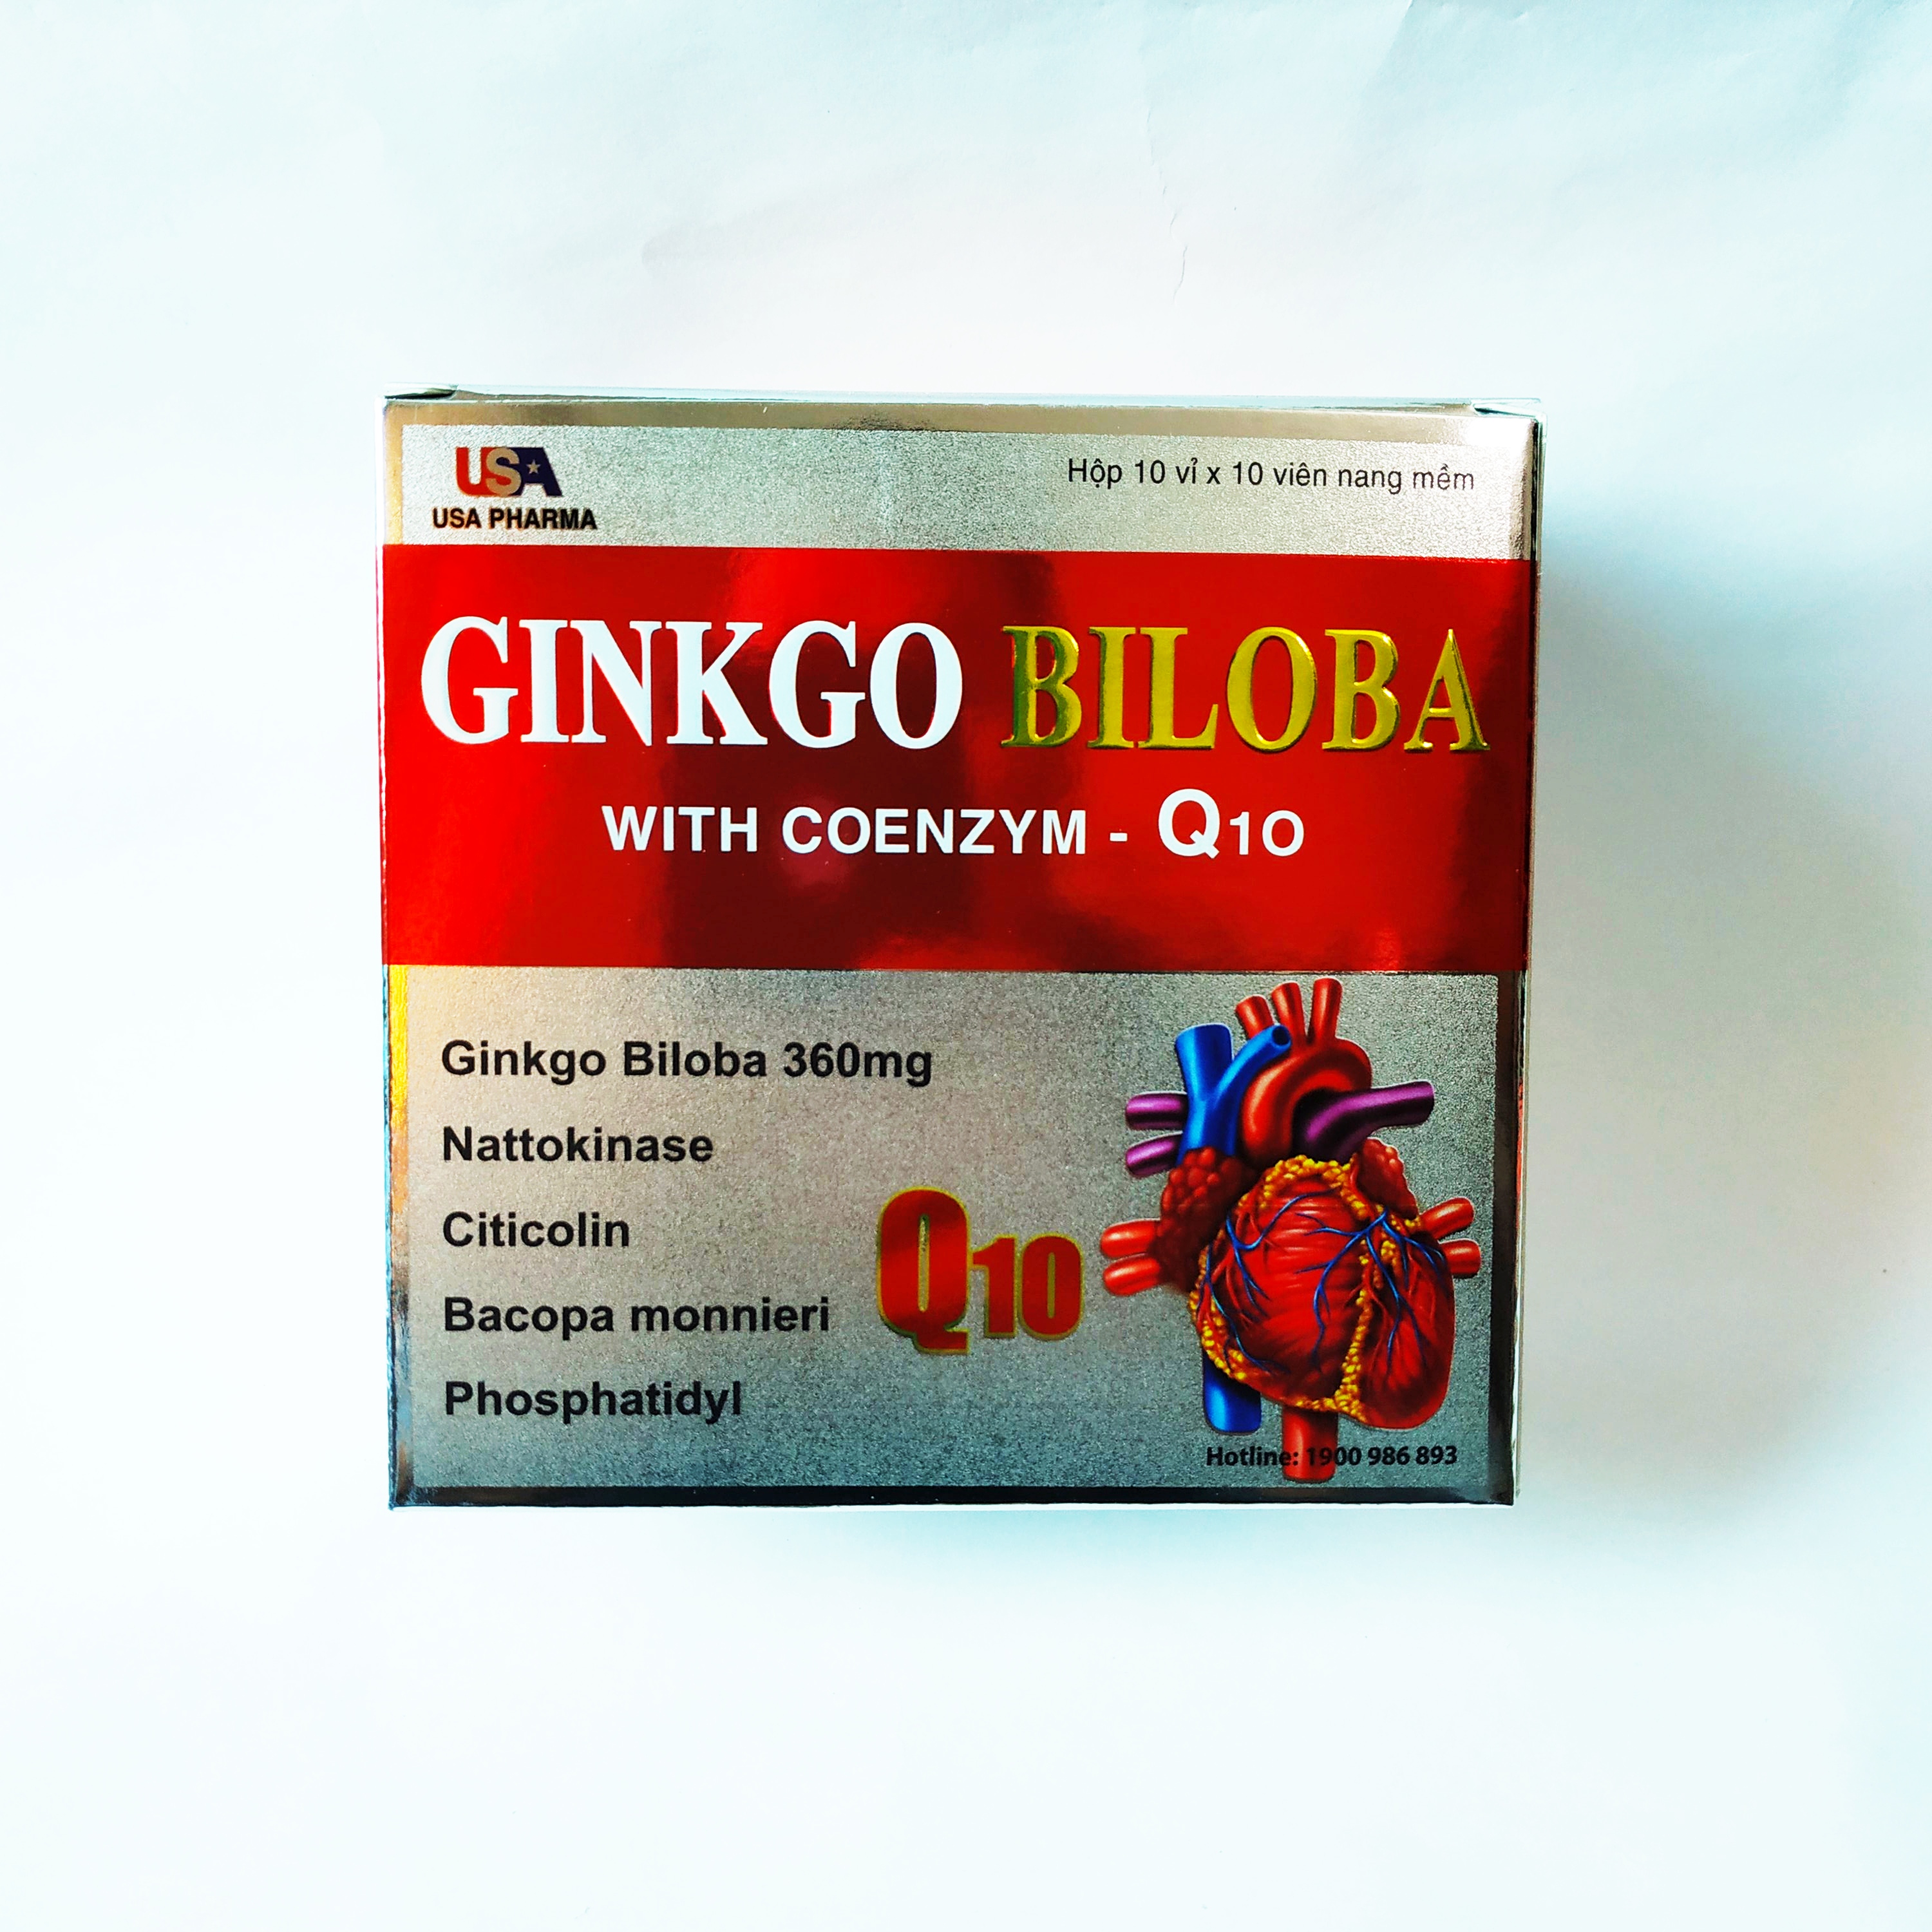 USA
USA PHARMA
Hộp 10 vỉ x 10 viên nang mềm
GINKGO BILOBA
WITH COENZYM - Q10
Ginkgo Biloba 360mg
Nattokinase
Citicolin
Bacopa monnieri
Phosphatidyl
Q10
Hotline: 1900 986 893